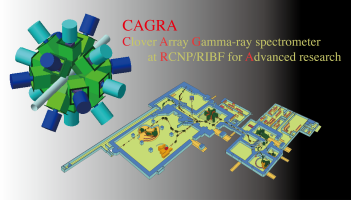 CAGRA
Clover Array Gamma-ray spectrometer
at RCNP/RIBF for Advanced research